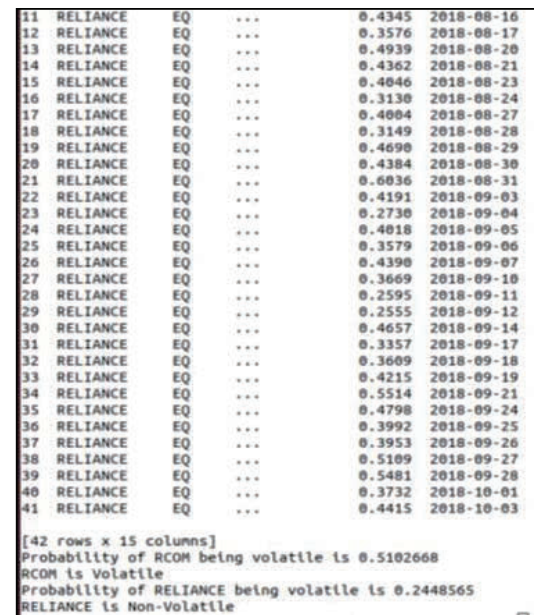 11 RELIANCE EQ ... 0.4345 2018-08-16
12 RELIANCE EQ ... 0.3576 2018-08-17
13 RELIANCE EQ ... 0.4939 2018-08-20
14 RELIANCE EQ ... 0.4362 2018-08-21
15 RELIANCE EQ ... 0.4046 2018-08-23
16 RELIANCE EQ ... 0.3130 2018-08-24
17 RELIANCE EQ ... 0.4004 2018-08-27
18 RELIANCE EQ ... 0.3149 2018-08-28
19 RELIANCE EQ ... 0.4690 2018-08-29
20 RELIANCE EQ ... 0.4384 2018-08-30
21 RELIANCE EQ ... 0.6036 2018-08-31
22 RELIANCE EQ ... 0.4191 2018-09-03
23 RELIANCE EQ ... 0.2730 2018-09-04
24 RELIANCE EQ ... 0.4018 2018-09-05
25 RELIANCE EQ ... 0.3579 2018-09-06
26 RELIANCE EQ ... 0.4390 2018-09-07
27 RELIANCE EQ ... 0.3669 2018-09-10
28 RELIANCE EQ ... 0.2595 2018-09-11
29 RELIANCE EQ ... 0.2555 2018-09-12
30 RELIANCE EQ ... 0.4657 2018-09-14
31 RELIANCE EQ ... 0.3357 2018-09-17
32 RELIANCE EQ ... 0.3609 2018-09-18
33 RELIANCE EQ ... 0.4215 2018-09-19
34 RELIANCE EQ ... 0.5514 2018-09-21
35 RELIANCE EQ ... 0.4798 2018-09-24
36 RELIANCE EQ ... 0.3992 2018-09-25
37 RELIANCE EQ ... 0.3953 2018-09-26
38 RELIANCE EQ ... 0.5109 2018-09-27
39 RELIANCE EQ ... 0.5481 2018-09-28
40 RELIANCE EQ ... 0.3732 2018-10-01
41 RELIANCE EQ ... 0.4415 2018-10-03
[42 rows x 15 columns]
Probability of RCOM being volatile is 0.5102668
RCOM is Volatile
Probability of RELIANCE being volatile is 0.2448565
RELIANCE is Non-Volatile